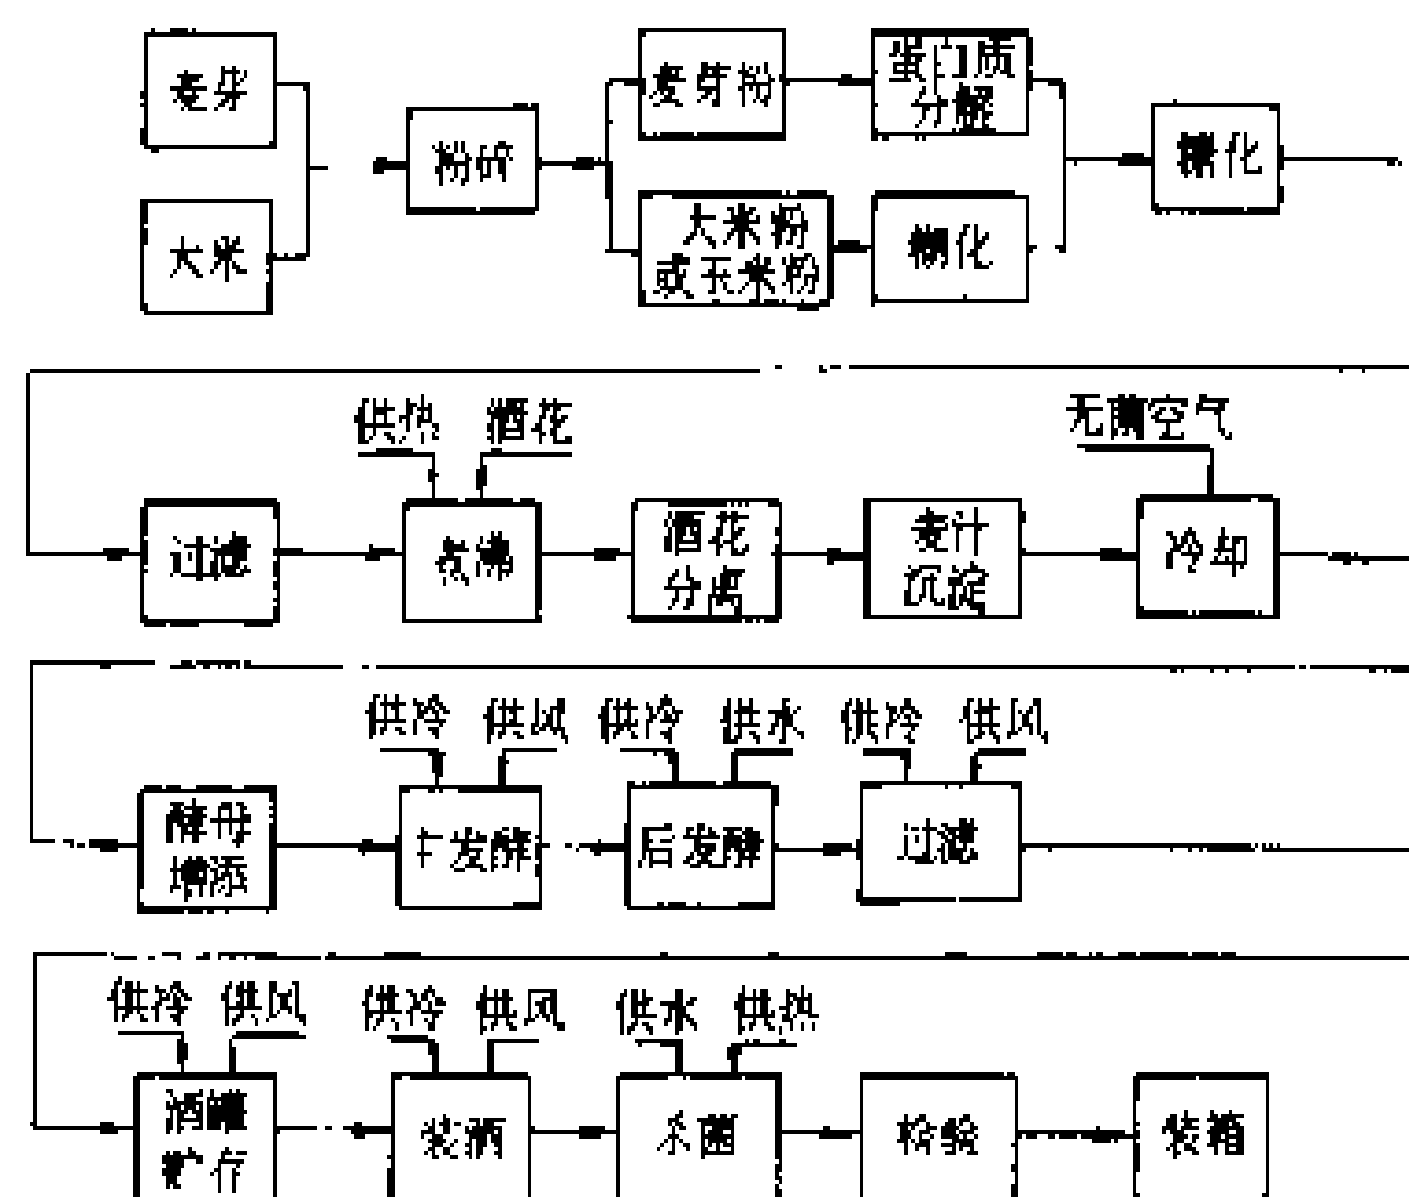 麦芽
大米
粉碎
麦芽粉
大米粉
或玉米粉
蛋白质
分解
糊化
糖化
供热 酒花
无菌空气
过滤
煮沸
酒花
分离
麦汁
沉淀
冷却
供冷 供风 供冷 供水 供冷 供风
酵母
增添
主发酵
后发酵
过滤
供冷 供风 供冷 供风 供水 供热
酒罐
贮存
装酒
杀菌
检验
装箱